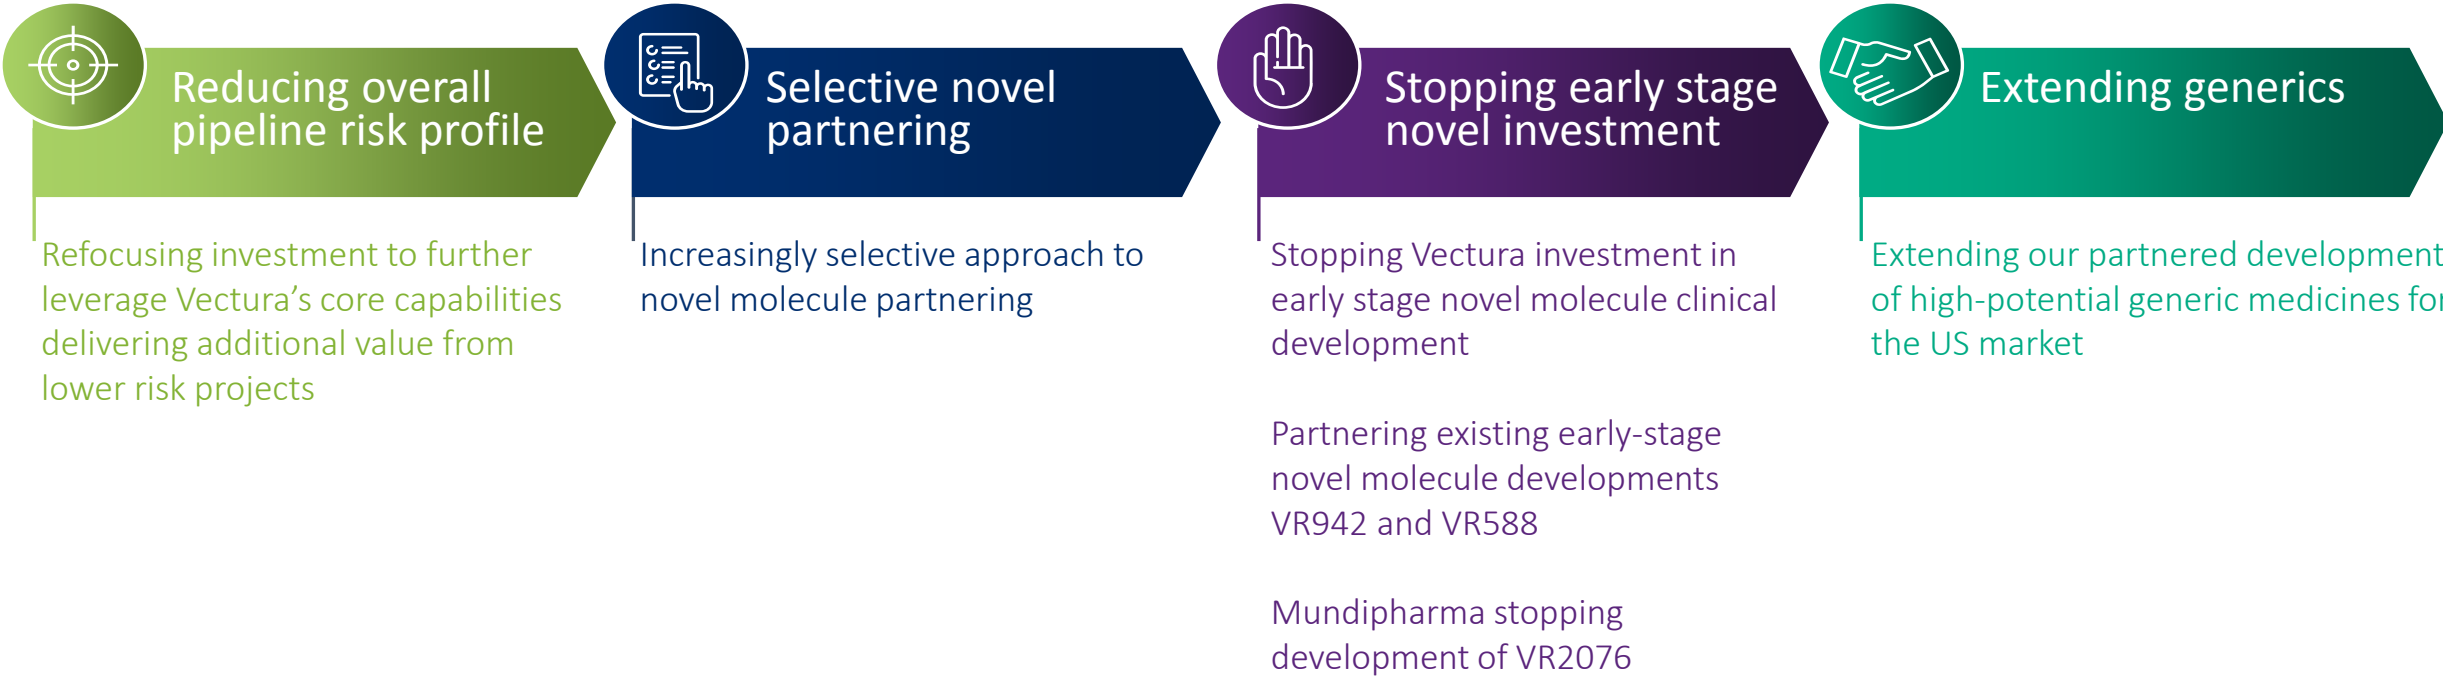 Reducing overall
pipeline risk profile
Refocusing investment to further
leverage Vectura's core capabilities
delivering additional value from
lower risk projects
Selective novel
partnering
Increasingly selective approach to
novel molecule partnering
Stopping early stage
novel investment
Stopping Vectura investment in
early stage novel molecule clinical
development
Partnering existing early-stage
novel molecule developments
VR942 and VR588
Mundipharma stopping
development of VR2076
Extending generics
Extending our partnered development
of high-potential generic medicines for
the US market